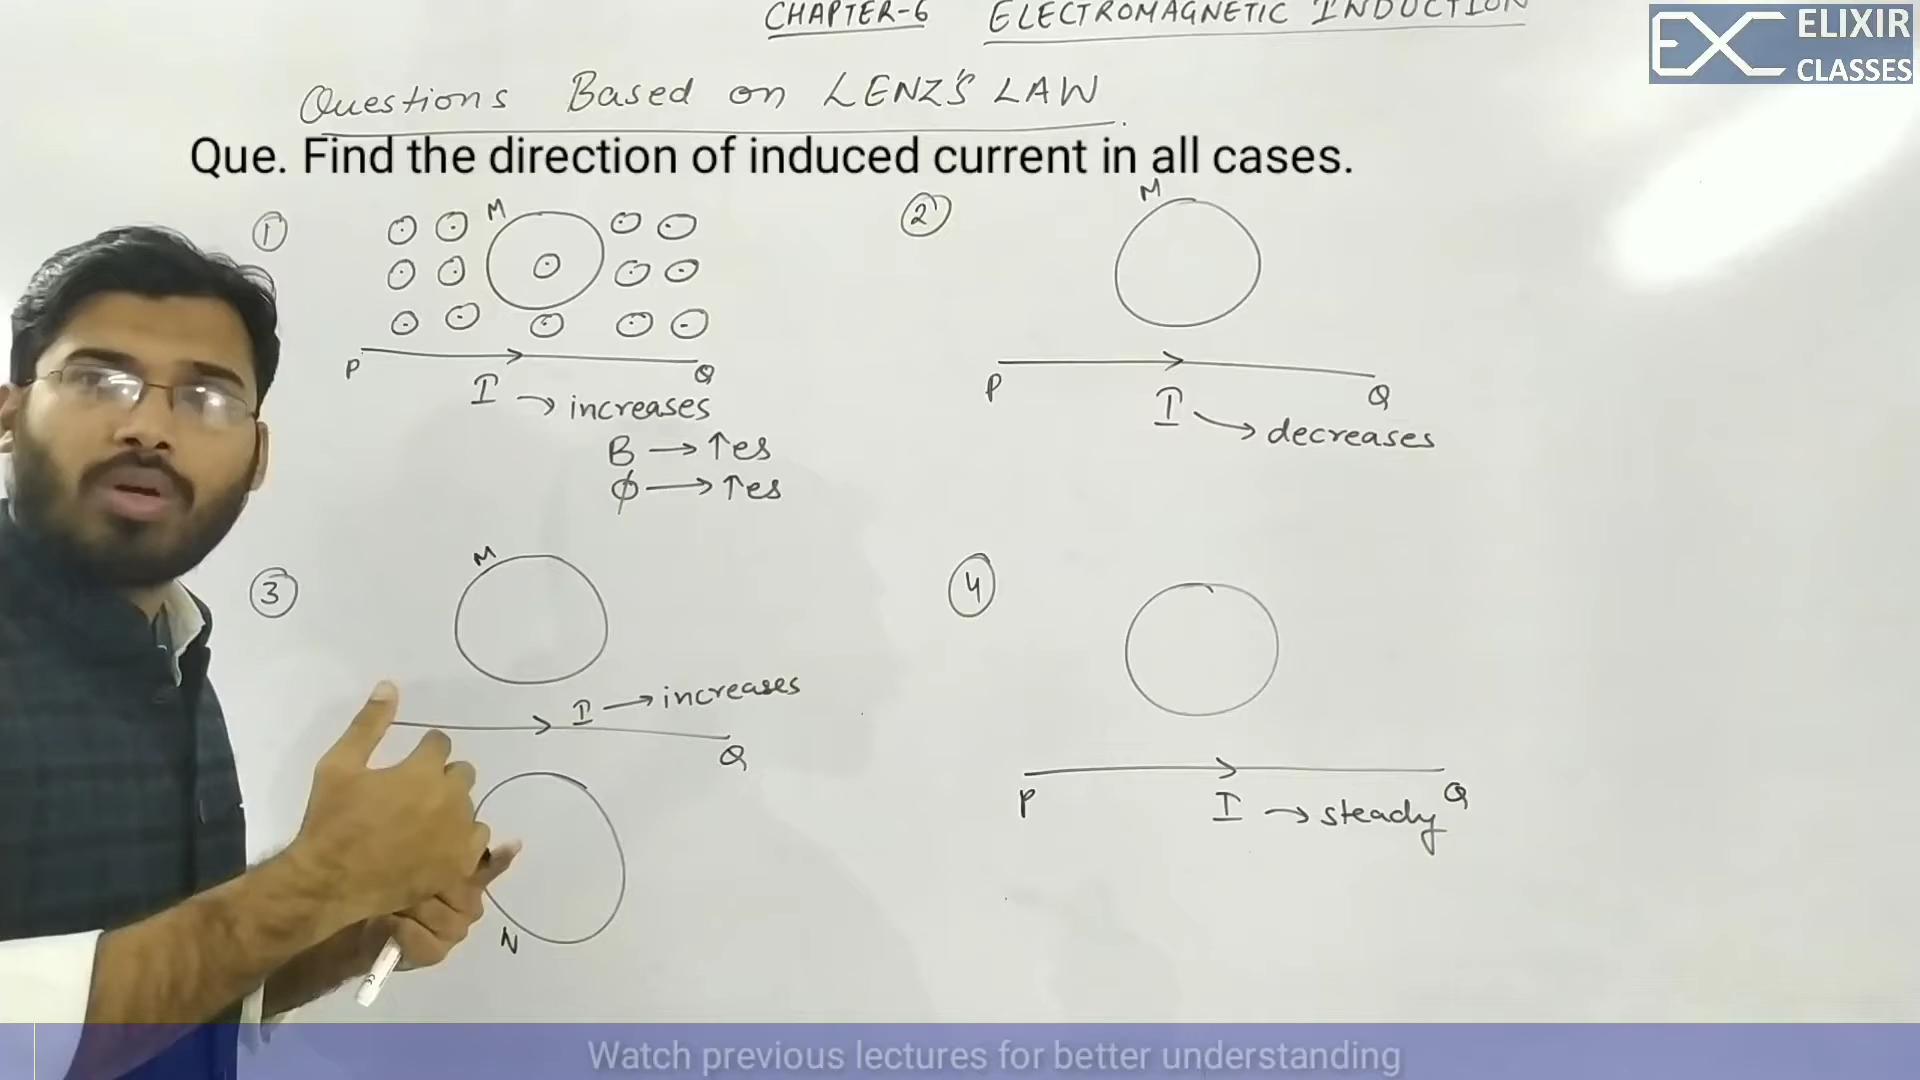 CHAPTER-6 ELECTROMAGNETIC INDUCTION
ELIXIR
CLASSES
Questions Based on LENZ'S LAW
Que. Find the direction of induced current in all cases.
1
M
P
Q
I → increases
B → ↑es
ϕ → ↑es
2
M
P
Q
I → decreases
3
M
I → increases
Q
N
4
P
Q
I → steady
Watch previous lectures for better understanding